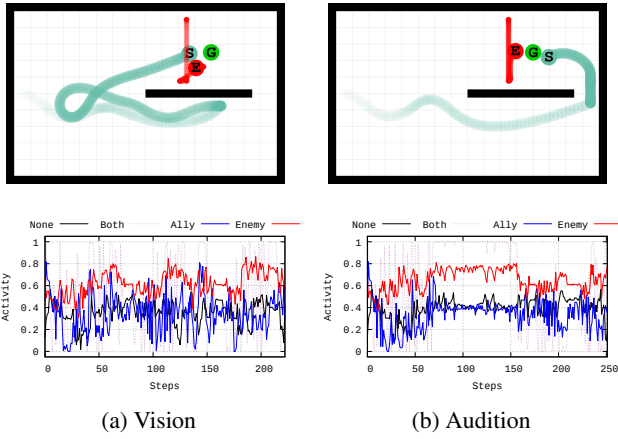 S G
E
E G S
None Both Ally Enemy
1
0.8
0.6
0.4
0.2
0
Activity
0 50 100 150 200
Steps
None Both Ally Enemy
1
0.8
0.6
0.4
0.2
0
Activity
0 50 100 150 200 250
Steps
(a) Vision
(b) Audition